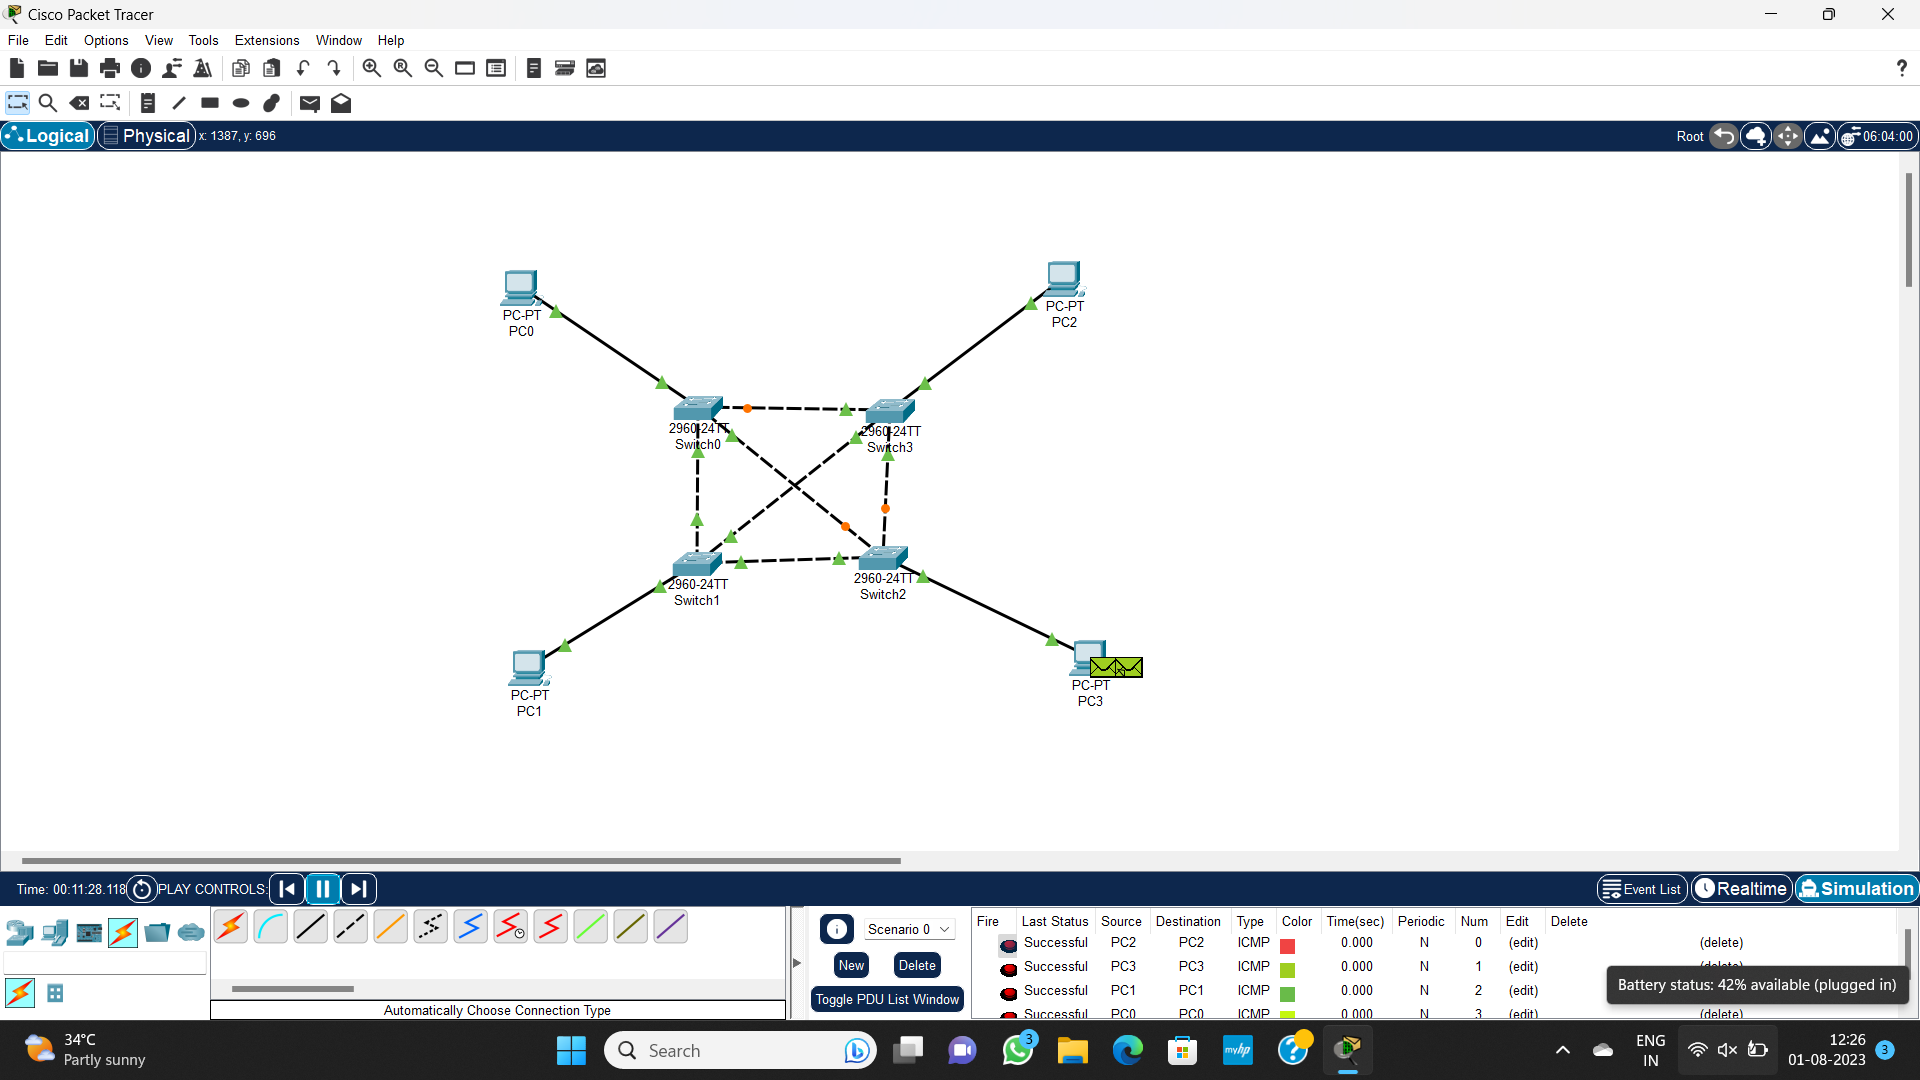 Cisco Packet Tracer
File Edit Options View Tools Extensions Window Help
?
Logical Physical x: 1387, y: 696 Root 06:04:00
PC-PT
PC0
PC-PT
PC2
2960-24TT
Switch0
2960-24TT
Switch3
2960-24TT
Switch1
2960-24TT
Switch2
PC-PT
PC1
PC-PT
PC3
Time: 00:11:28.118 PLAY CONTROLS: Event List Realtime Simulation
Automatically Choose Connection Type
Scenario 0
New Delete
Toggle PDU List Window
Fire Last Status Source Destination Type Color Time(sec) Periodic Num Edit Delete
Successful PC2 PC2 ICMP 0.000 N 0 (edit) (delete)
Successful PC3 PC3 ICMP 0.000 N 1 (edit) (delete)
Successful PC1 PC1 ICMP 0.000 N 2 (edit)
Successful PC0 PC0 ICMP 0.000 N 3 (edit) (delete)
Battery status: 42% available (plugged in)
34°C
Partly sunny
Search
3
myhp
?
ENG
IN
12:26
01-08-2023
3